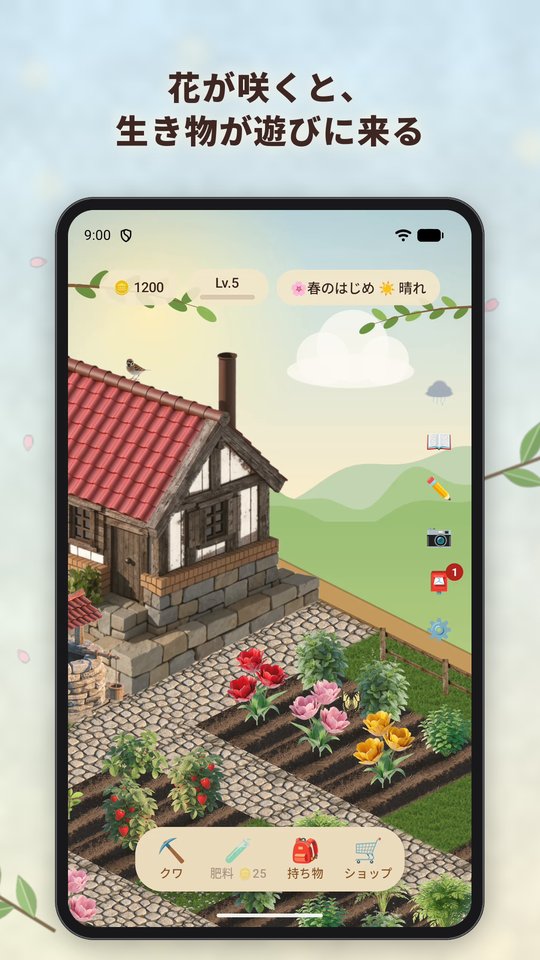 花が咲くと、
生き物が遊びに来る
9:00
1200
Lv.5
春のはじめ 晴れ
1
クワ
肥料 25
持ち物
ショップ